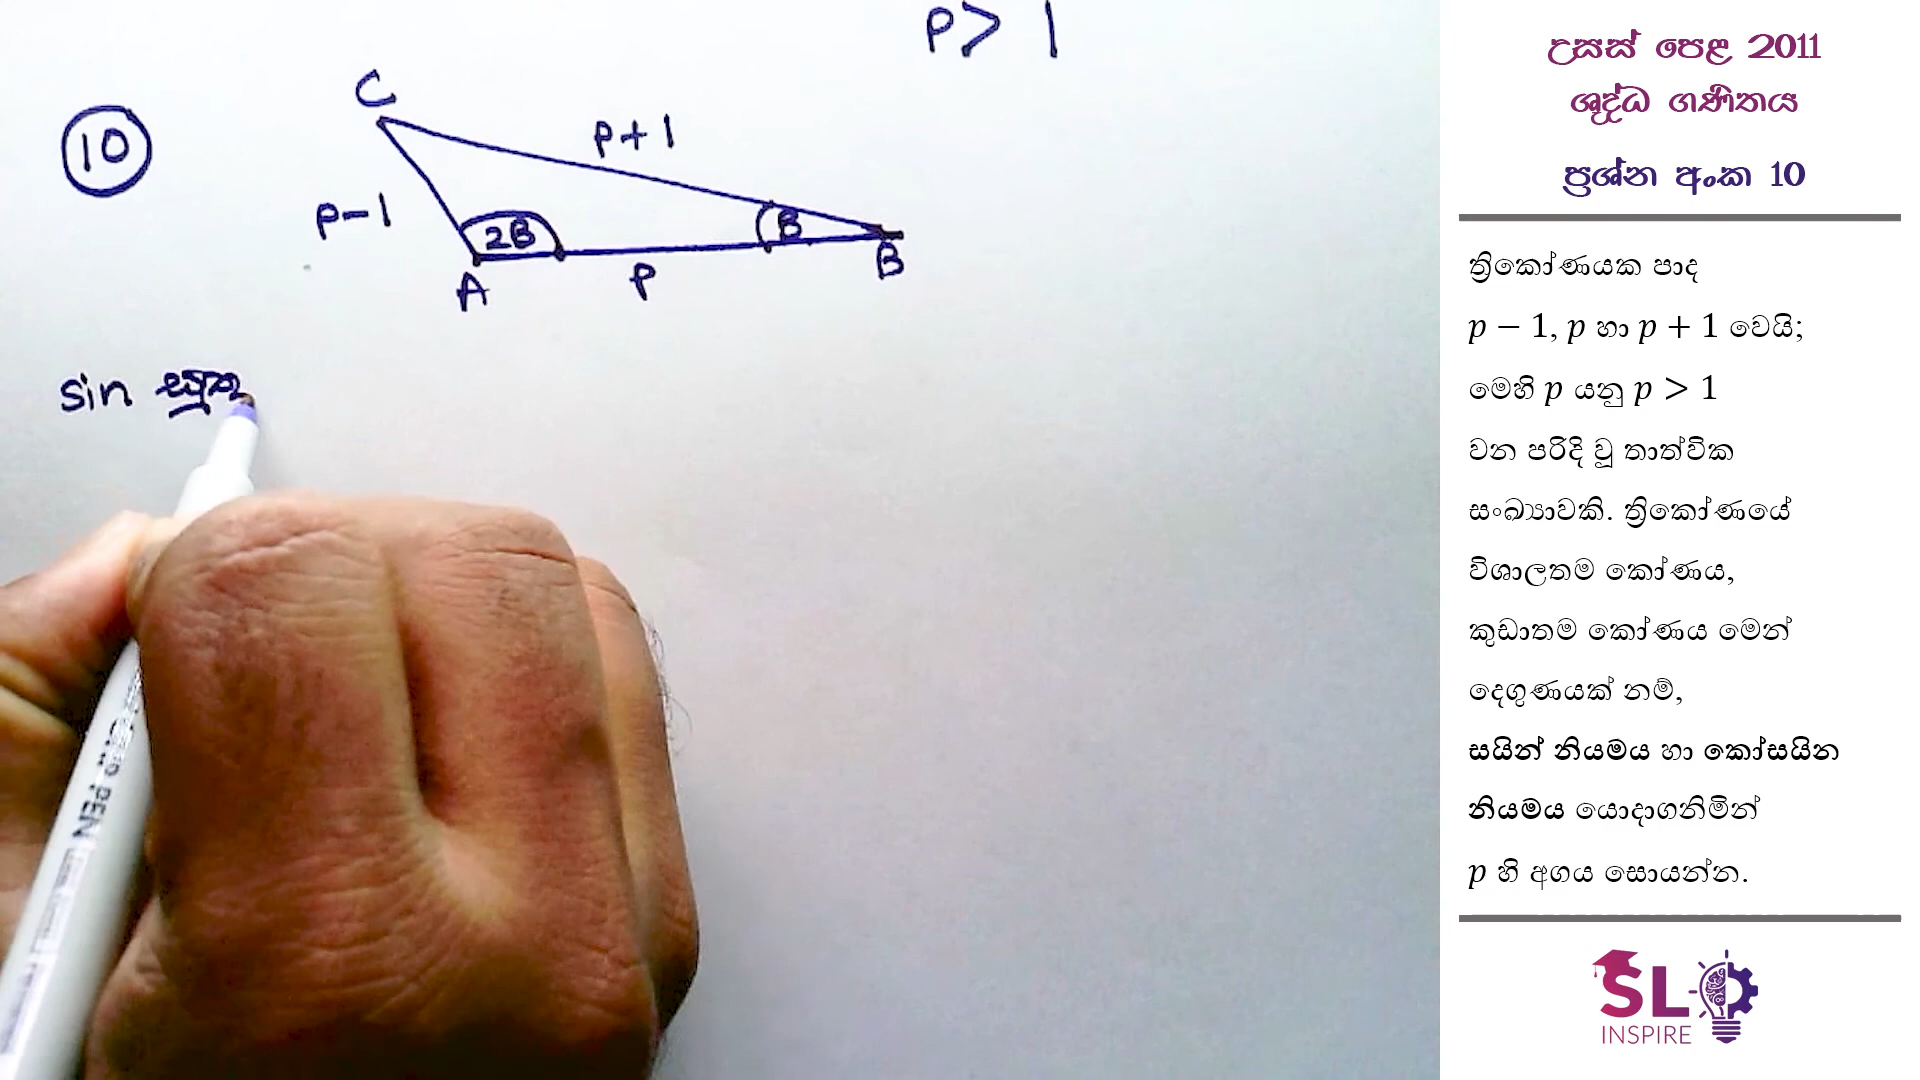 p > 1
10
C
p+1
p-1
2B
B
A
p
B
sin සූත්‍ර
PEN
උසස් පෙළ 2011
ශුද්ධ ගණිතය
ප්‍රශ්න අංක 10
ත්‍රිකෝණයක පාද
p − 1, p හා p + 1 වෙයි;
මෙහි p යනු p > 1
වන පරිදි වූ තාත්වික
සංඛ්‍යාවකි. ත්‍රිකෝණයේ
විශාලතම කෝණය,
කුඩාතම කෝණය මෙන්
දෙගුණයක් නම්,
සයින් නියමය හා කෝසයින
නියමය යොදාගනිමින්
p හි අගය සොයන්න.
SL
INSPIRE